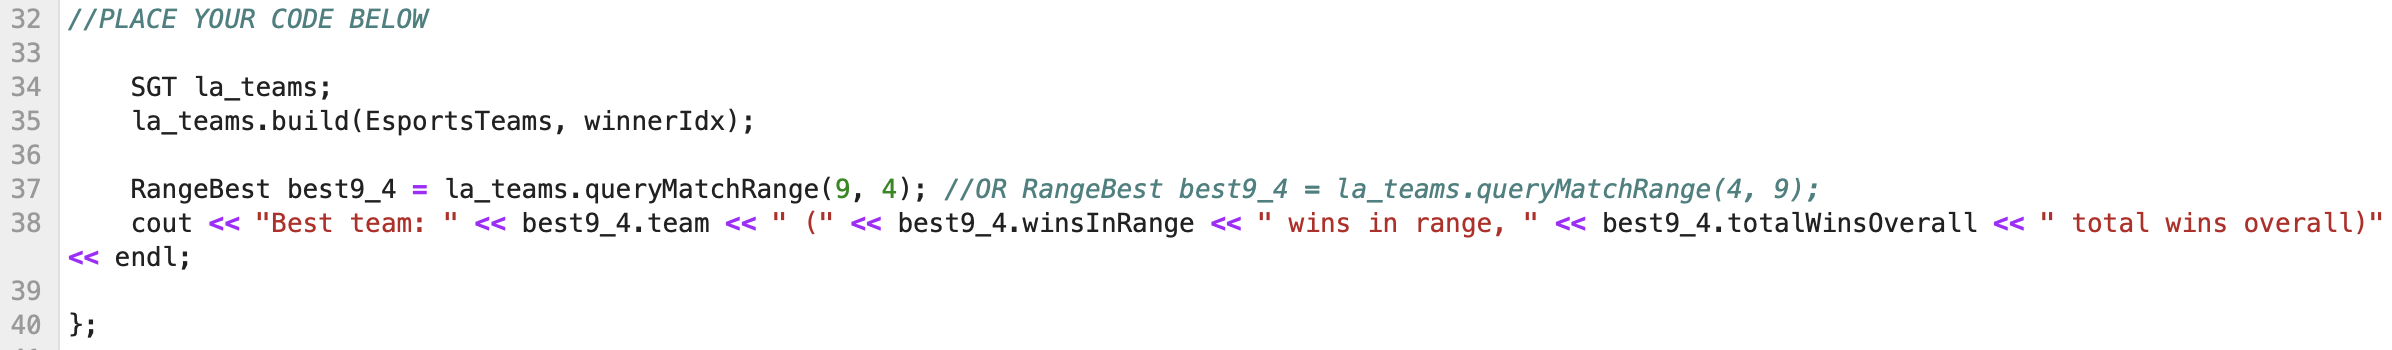 32 //PLACE YOUR CODE BELOW
33
34     SGT la_teams;
35     la_teams.build(EsportsTeams, winnerIdx);
36
37     RangeBest best9_4 = la_teams.queryMatchRange(9, 4); //OR RangeBest best9_4 = la_teams.queryMatchRange(4, 9);
38     cout << "Best team: " << best9_4.team << " (" << best9_4.winsInRange << " wins in range, " << best9_4.totalWinsOverall << " total wins overall)"
<< endl;
39
40 };